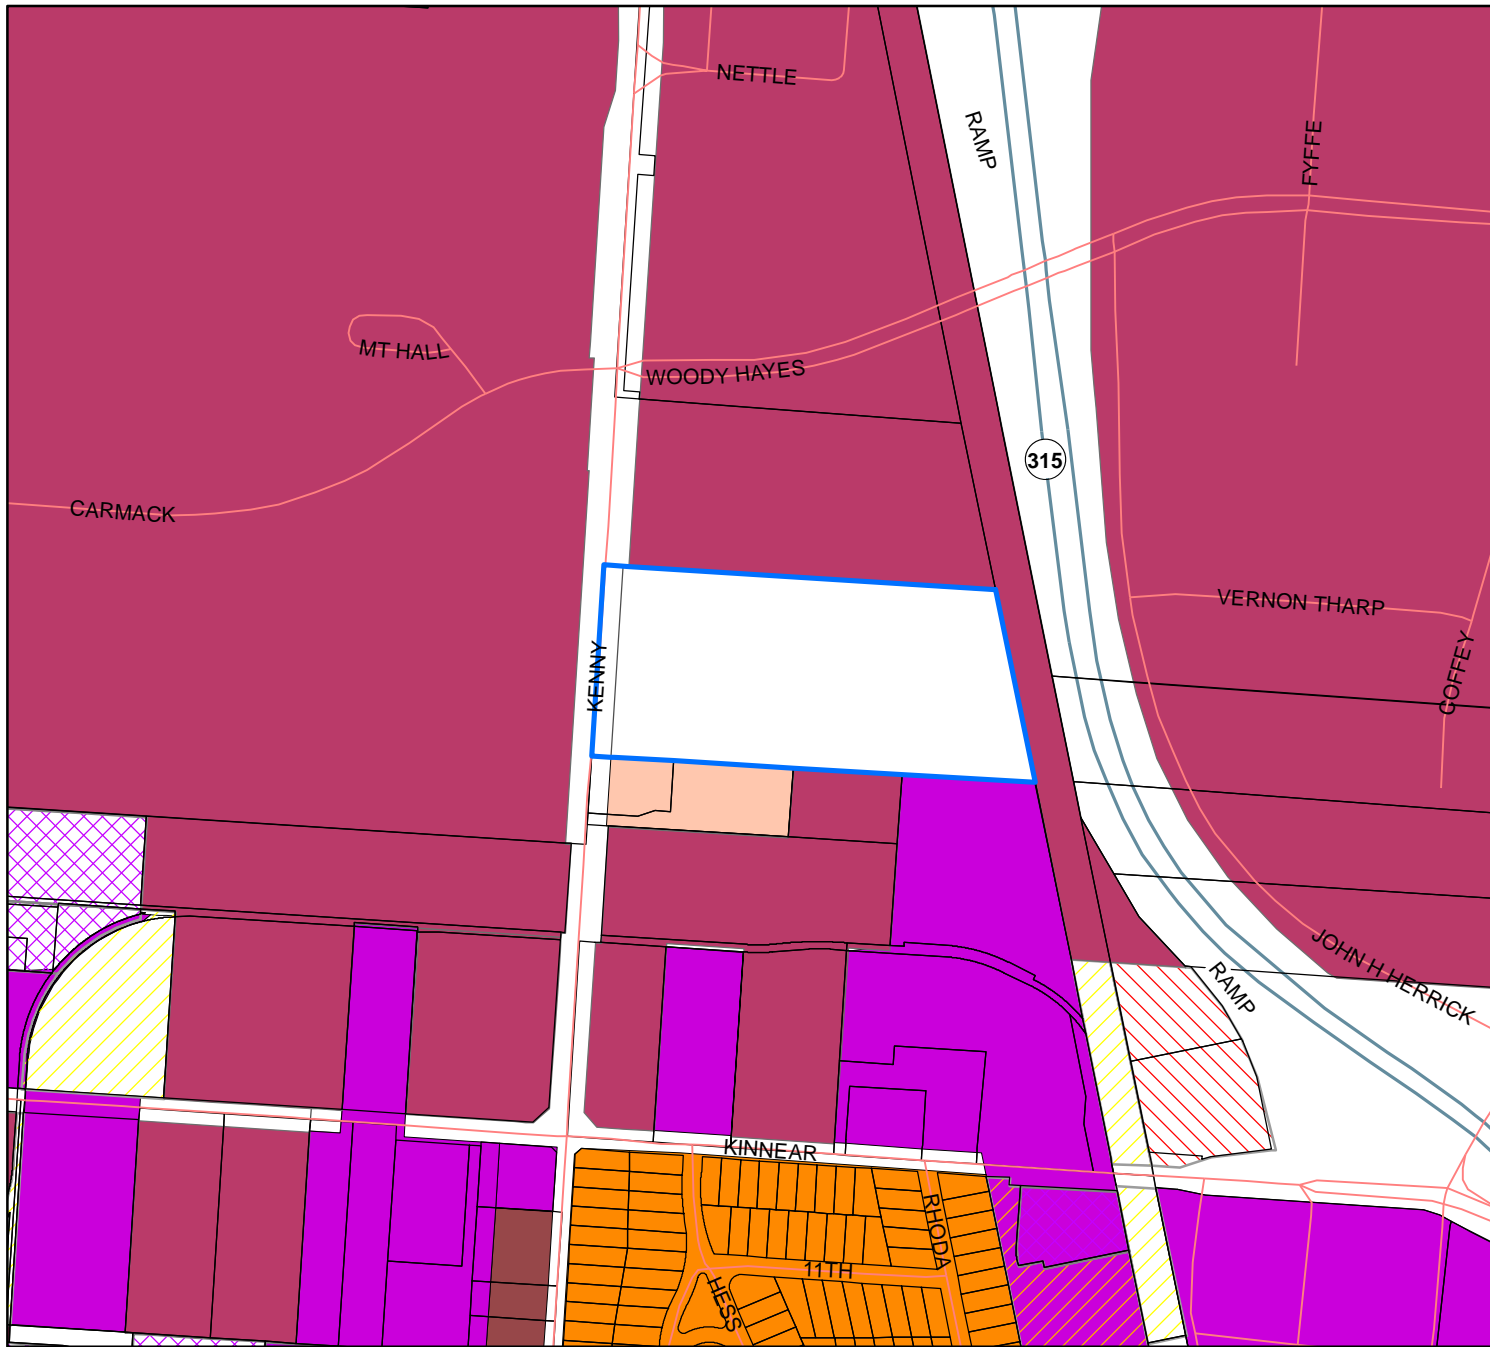 NETTLE
RAMP
FYFFE
MT HALL
WOODY HAYES
315
CARMACK
VERNON THARP
KENNY
COFFEY
JOHN H HERRICK
RAMP
KINNEAR
RHODA
11TH
HESS